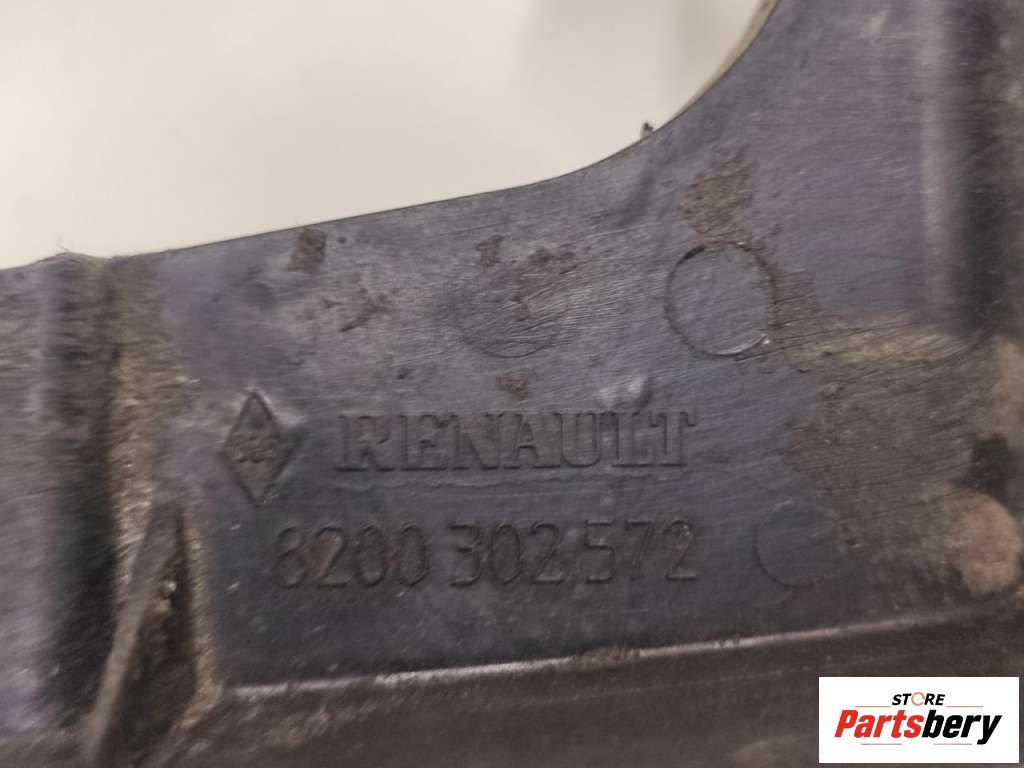 RENAULT
8200 302 572
STORE
Partsbery